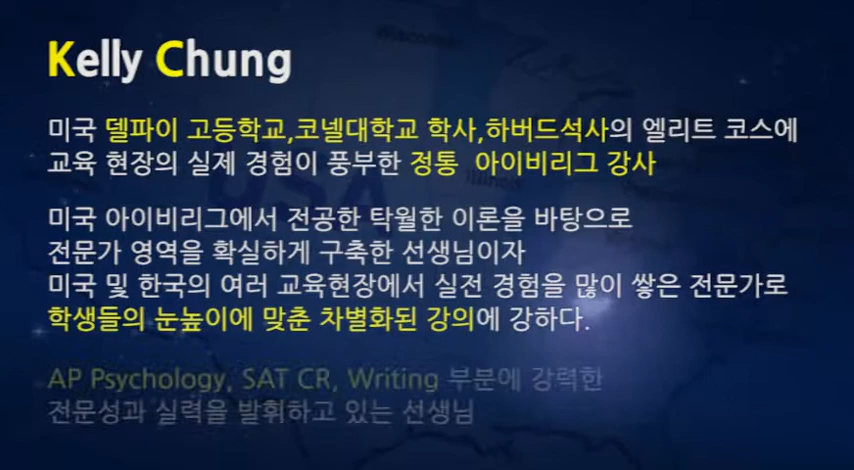 Kelly Chung
미국 델파이 고등학교,코넬대학교 학사,하버드석사의 엘리트 코스에
교육 현장의 실제 경험이 풍부한 정통 아이비리그 강사
미국 아이비리그에서 전공한 탁월한 이론을 바탕으로
전문가 영역을 확실하게 구축한 선생님이자
미국 및 한국의 여러 교육현장에서 실전 경험을 많이 쌓은 전문가로
학생들의 눈높이에 맞춘 차별화된 강의에 강하다.
AP Psychology, SAT CR, Writing 부분에 강력한
전문성과 실력을 발휘하고 있는 선생님
Wisconsin
Illinois
USA